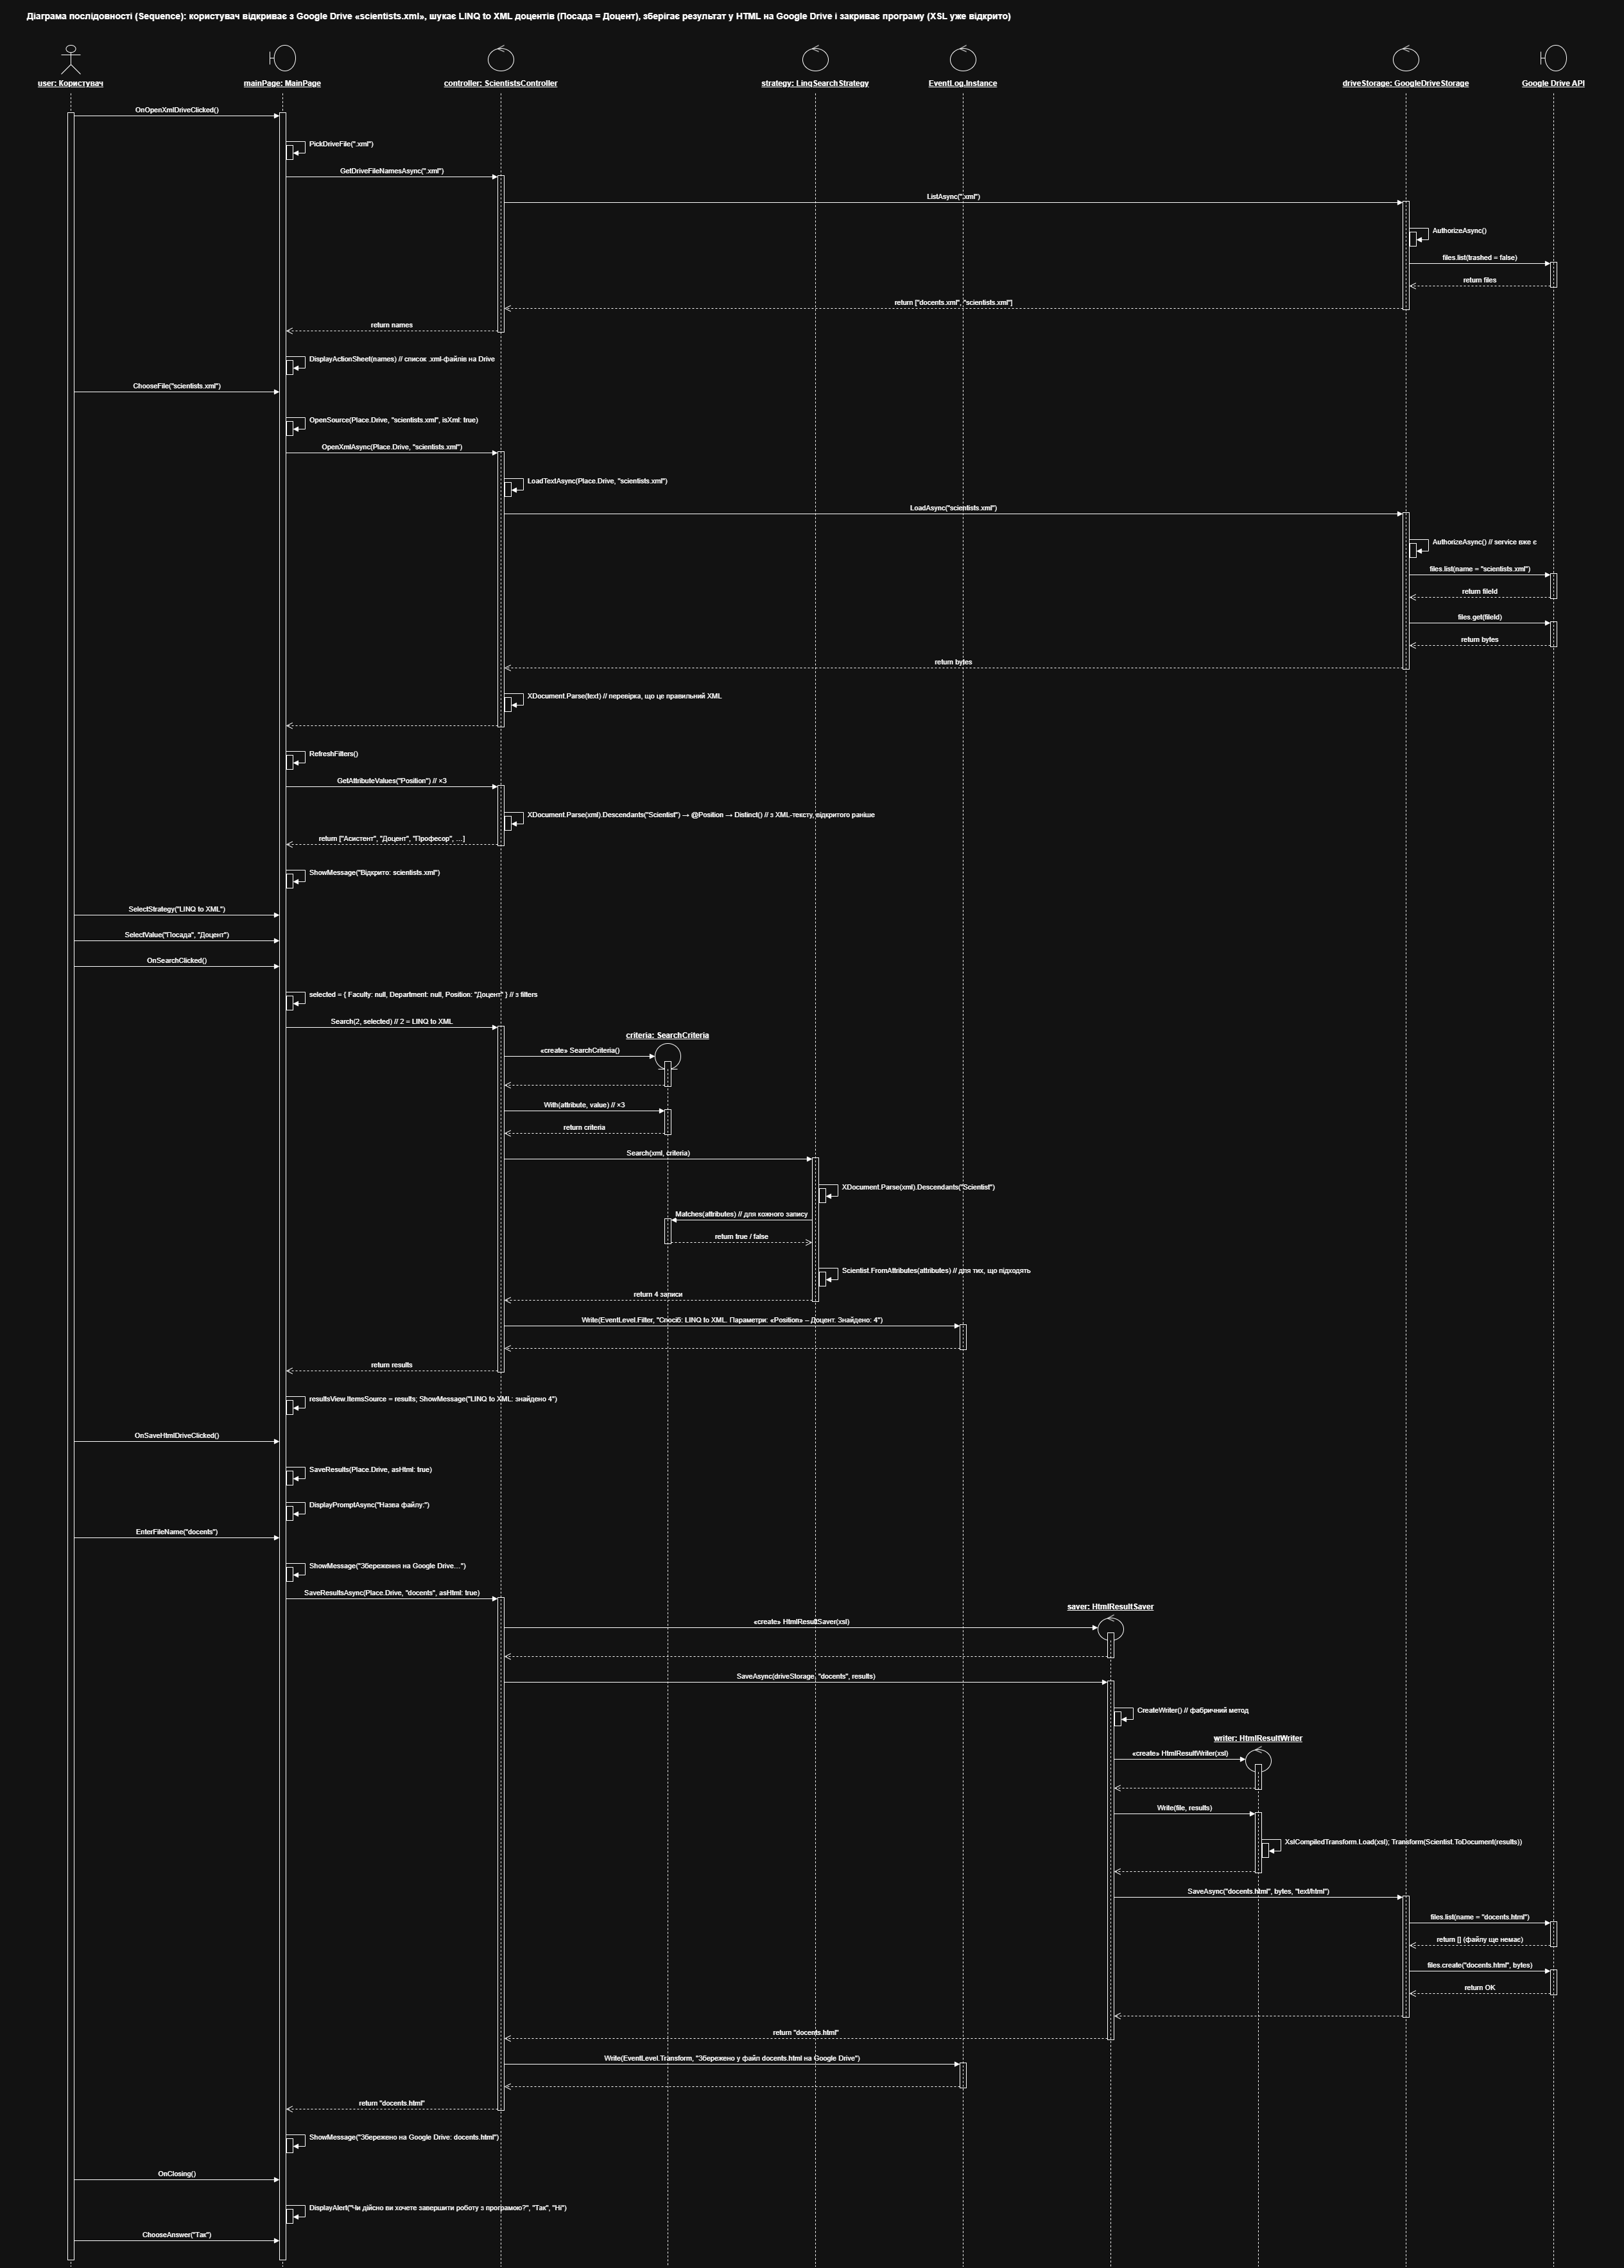 Діаграма послідовності (Sequence): користувач відкриває з Google Drive «scientists.xml», шукає LINQ to XML доцентів (Посада = Доцент), зберігає результат у HTML на Google Drive і закриває програму (XSL уже відкрито)
user: Користувач
mainPage: MainPage
controller: ScientistsController
strategy: LinqSearchStrategy
EventLog.Instance
driveStorage: GoogleDriveStorage
Google Drive API
OnOpenXmlDriveClicked()
PickDriveFile(".xml")
GetDriveFileNamesAsync(".xml")
ListAsync(".xml")
AuthorizeAsync()
files.list(trashed = false)
return files
return ["docents.xml", "scientists.xml"]
return names
DisplayActionSheet(names) // список .xml-файлів на Drive
ChooseFile("scientists.xml")
OpenSource(Place.Drive, "scientists.xml", isXml: true)
OpenXmlAsync(Place.Drive, "scientists.xml")
LoadTextAsync(Place.Drive, "scientists.xml")
LoadAsync("scientists.xml")
AuthorizeAsync() // service вже є
files.list(name = "scientists.xml")
return fileId
files.get(fileId)
return bytes
return bytes
XDocument.Parse(text) // перевірка, що це правильний XML
RefreshFilters()
GetAttributeValues("Position") // ×3
XDocument.Parse(xml).Descendants("Scientist") → @Position → Distinct() // з XML-тексту, відкритого раніше
return ["Асистент", "Доцент", "Професор", …]
ShowMessage("Відкрито: scientists.xml")
SelectStrategy("LINQ to XML")
SelectValue("Посада", "Доцент")
OnSearchClicked()
selected = { Faculty: null, Department: null, Position: "Доцент" } // з filters
Search(2, selected) // 2 = LINQ to XML
criteria: SearchCriteria
«create» SearchCriteria()
With(attribute, value) // ×3
return criteria
Search(xml, criteria)
XDocument.Parse(xml).Descendants("Scientist")
Matches(attributes) // для кожного запису
return true / false
Scientist.FromAttributes(attributes) // для тих, що підходять
return 4 записи
Write(EventLevel.Filter, "Спосіб: LINQ to XML. Параметри: «Position» – Доцент. Знайдено: 4")
return results
resultsView.ItemsSource = results; ShowMessage("LINQ to XML: знайдено 4")
OnSaveHtmlDriveClicked()
SaveResults(Place.Drive, asHtml: true)
DisplayPromptAsync("Назва файлу:")
EnterFileName("docents")
ShowMessage("Збереження на Google Drive…")
SaveResultsAsync(Place.Drive, "docents", asHtml: true)
saver: HtmlResultSaver
«create» HtmlResultSaver(xsl)
SaveAsync(driveStorage, "docents", results)
CreateWriter() // фабричний метод
writer: HtmlResultWriter
«create» HtmlResultWriter(xsl)
Write(file, results)
XslCompiledTransform.Load(xsl); Transform(Scientist.ToDocument(results))
SaveAsync("docents.html", bytes, "text/html")
files.list(name = "docents.html")
return [] (файлу ще немає)
files.create("docents.html", bytes)
return OK
return "docents.html"
Write(EventLevel.Transform, "Збережено у файл docents.html на Google Drive")
return "docents.html"
ShowMessage("Збережено на Google Drive: docents.html")
OnClosing()
DisplayAlert("Чи дійсно ви хочете завершити роботу з програмою?", "Так", "Ні")
ChooseAnswer("Так")